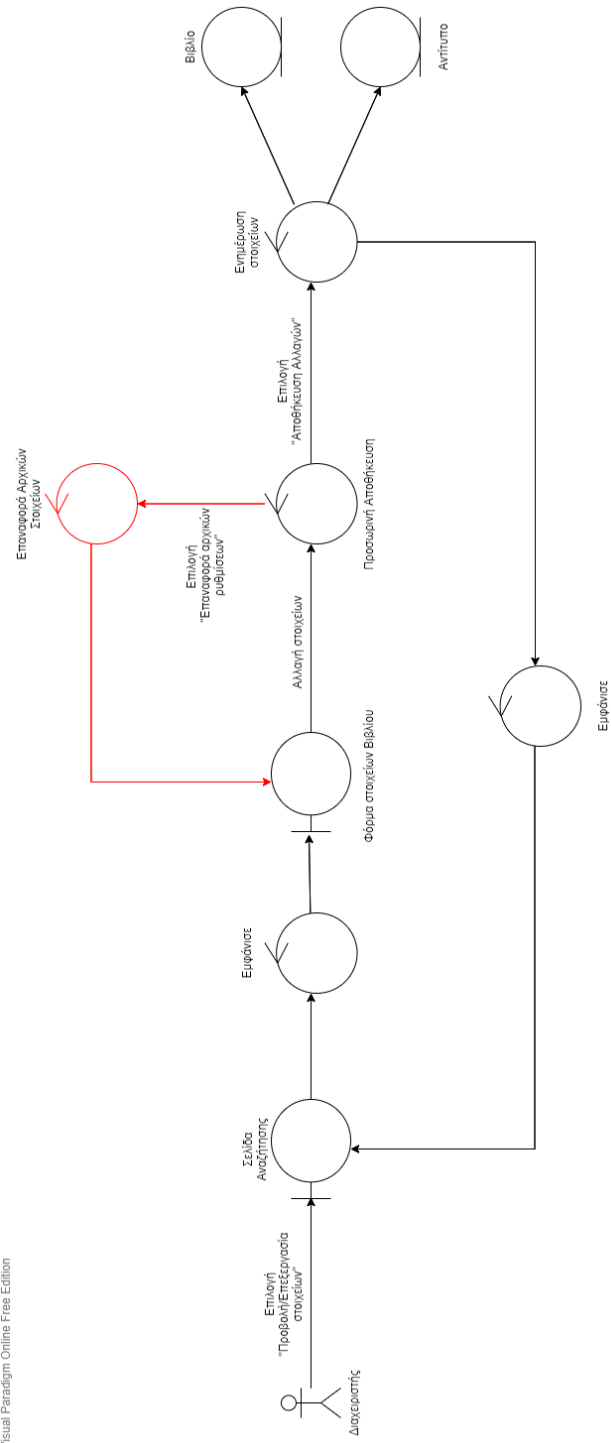 Διαχειριστής
Επιλογή
"Προβολή/Επεξεργασία
στοιχείων"
Σελίδα
Αναζήτησης
Εμφάνισε
Φόρμα στοιχείων Βιβλίου
Αλλαγή στοιχείων
Προσωρινή Αποθήκευση
Επιλογή
"Επαναφορά αρχικών
ρυθμίσεων"
Επαναφορά Αρχικών
Στοιχείων
Επιλογή
"Αποθήκευση Αλλαγών"
Ενημέρωση
στοιχείων
Βιβλίο
Αντίτυπο
Εμφάνισε
Visual Paradigm Online Free Edition